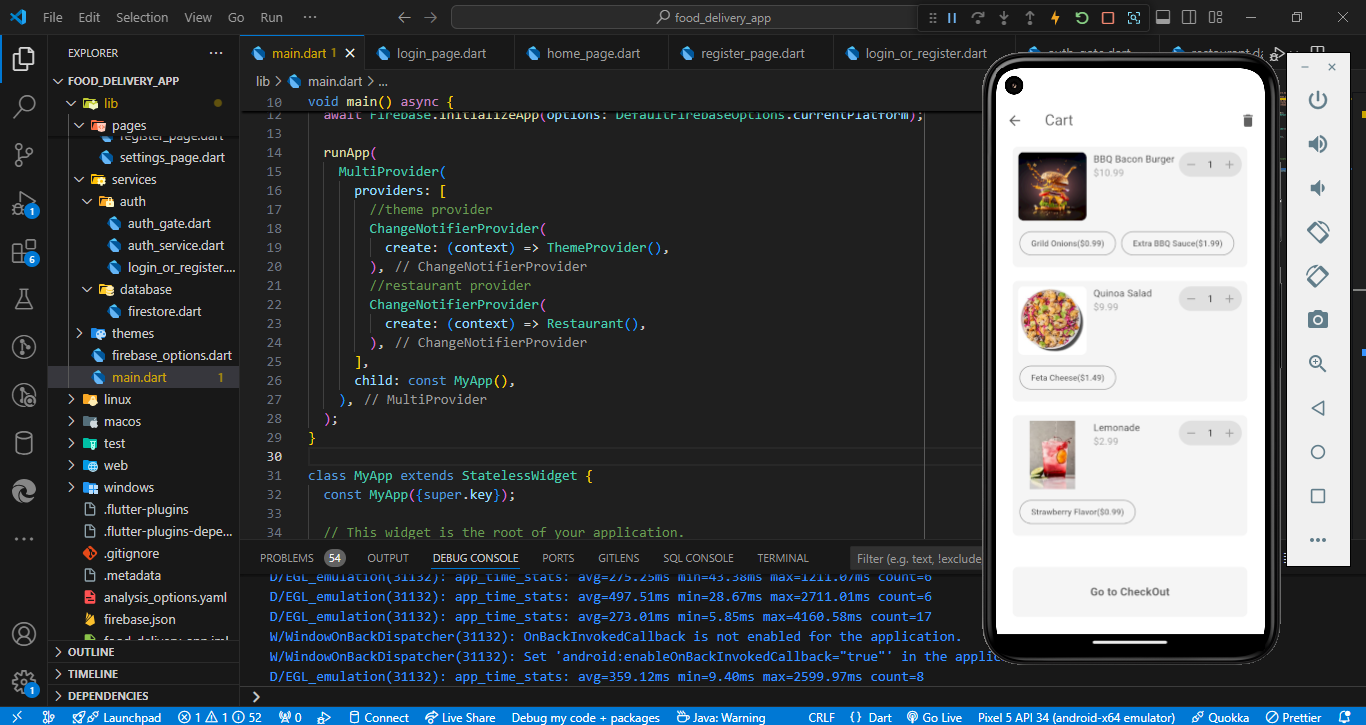 File Edit Selection View Go Run ···
food_delivery_app
EXPLORER ···
FOOD_DELIVERY_APP
lib
pages
register_page.dart
settings_page.dart
services
auth
auth_gate.dart
auth_service.dart
login_or_register....
database
firestore.dart
themes
firebase_options.dart
main.dart 1
linux
macos
test
web
windows
.flutter-plugins
.flutter-plugins-depe...
.gitignore
.metadata
analysis_options.yaml
firebase.json
food_delivery_app.iml
OUTLINE
TIMELINE
DEPENDENCIES
1
6
1
main.dart 1
login_page.dart
home_page.dart
register_page.dart
login_or_register.dart
auth_gate.dart
restaurant.da
lib > main.dart > ...
10 void main() async {
12 await Firebase.initializeApp(options: DefaultFirebaseOptions.currentPlatform);
13
14 runApp(
15 MultiProvider(
16 providers: [
17 //theme provider
18 ChangeNotifierProvider(
19 create: (context) => ThemeProvider(),
20 ), // ChangeNotifierProvider
21 //restaurant provider
22 ChangeNotifierProvider(
23 create: (context) => Restaurant(),
24 ), // ChangeNotifierProvider
25 ],
26 child: const MyApp(),
27 ), // MultiProvider
28 );
29 }
30
31 class MyApp extends StatelessWidget {
32 const MyApp({super.key});
33
34 // This widget is the root of your application.
PROBLEMS 54 OUTPUT DEBUG CONSOLE PORTS GITLENS SQL CONSOLE TERMINAL
Filter (e.g. text, !exclude
D/EGL_emulation(31132): app_time_stats: avg=275.25ms min=43.38ms max=1211.07ms count=6
D/EGL_emulation(31132): app_time_stats: avg=497.51ms min=28.67ms max=2711.01ms count=6
D/EGL_emulation(31132): app_time_stats: avg=273.01ms min=5.85ms max=4160.58ms count=17
W/WindowOnBackDispatcher(31132): OnBackInvokedCallback is not enabled for the application.
W/WindowOnBackDispatcher(31132): Set 'android:enableOnBackInvokedCallback="true"' in the applic
D/EGL_emulation(31132): app_time_stats: avg=359.12ms min=9.40ms max=2599.97ms count=8
Cart
BBQ Bacon Burger
$10.99
− 1 +
Grild Onions($0.99)
Extra BBQ Sauce($1.99)
Quinoa Salad
$9.99
− 1 +
Feta Cheese($1.49)
Lemonade
$2.99
− 1 +
Strawberry Flavor($0.99)
Go to CheckOut
Launchpad 1 1 52 0 Connect Live Share Debug my code + packages Java: Warning CRLF {} Dart Go Live Pixel 5 API 34 (android-x64 emulator) Quokka Prettier